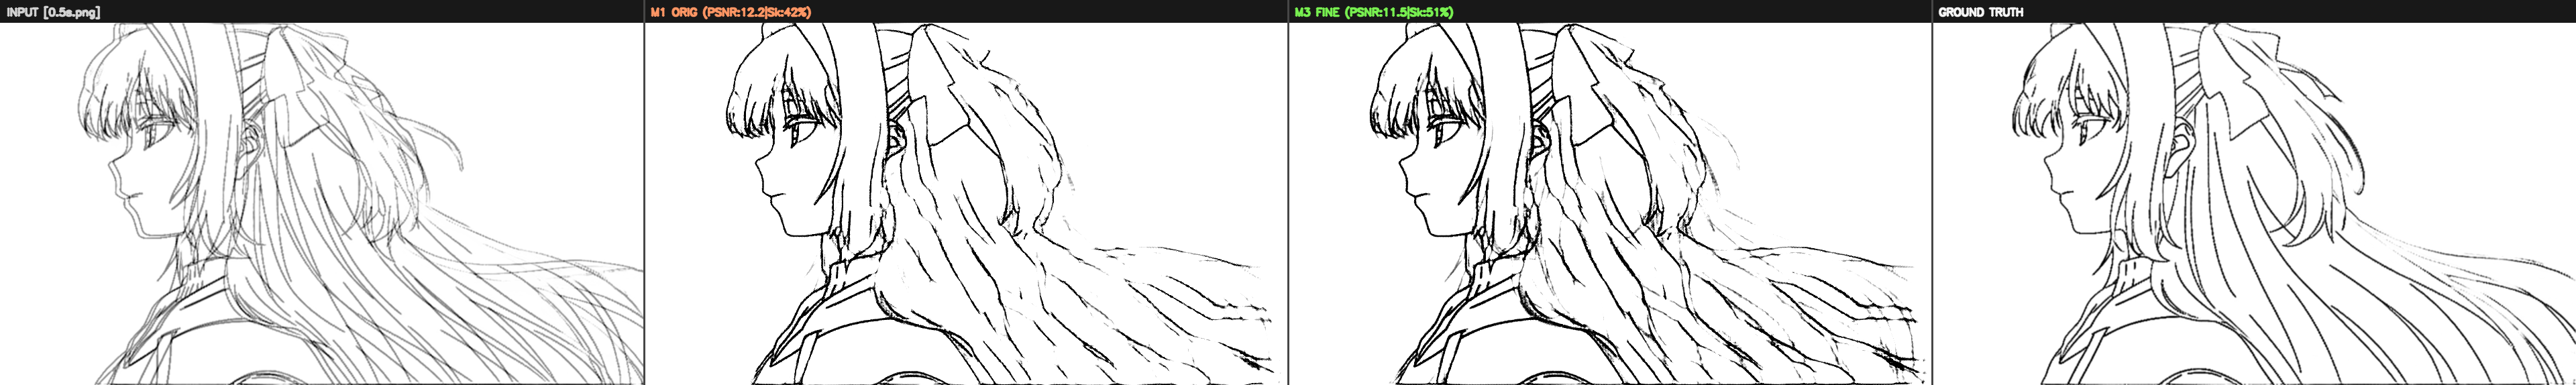 INPUT [0.5e.png]
M1 ORIG (PSNR:12.2|Sk:42%)
M3 FINE (PSNR:11.5|Sk:51%)
GROUND TRUTH